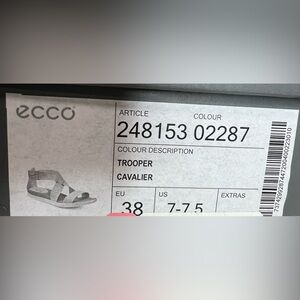 ecco
ARTICLE COLOUR
248153 02287
COLOUR DESCRIPTION
TROOPER
CAVALIER
EU US EXTRAS
38 7-7.5